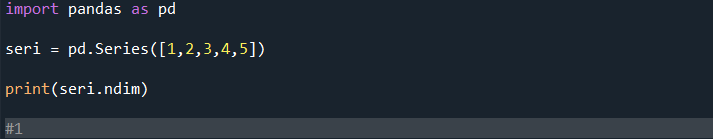 import pandas as pd
seri = pd.Series([1,2,3,4,5])
print(seri.ndim)
#1